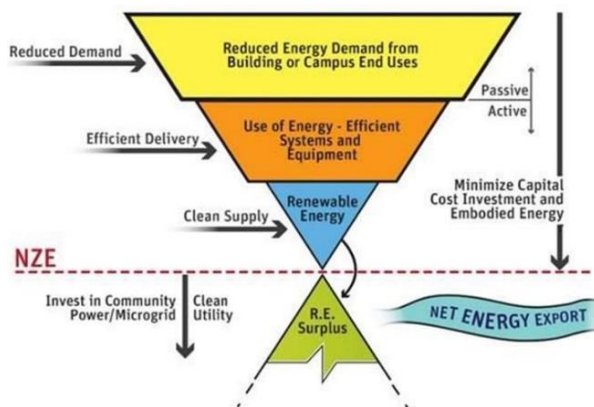 Reduced Demand
Reduced Energy Demand from
Building or Campus End Uses
Passive
Active
Efficient Delivery
Use of Energy - Efficient
Systems and
Equipment
Minimize Capital
Cost Investment and
Embodied Energy
Clean Supply
Renewable
Energy
NZE
Invest in Community
Power/Microgrid
Clean
Utility
R.E.
Surplus
NET ENERGY EXPORT